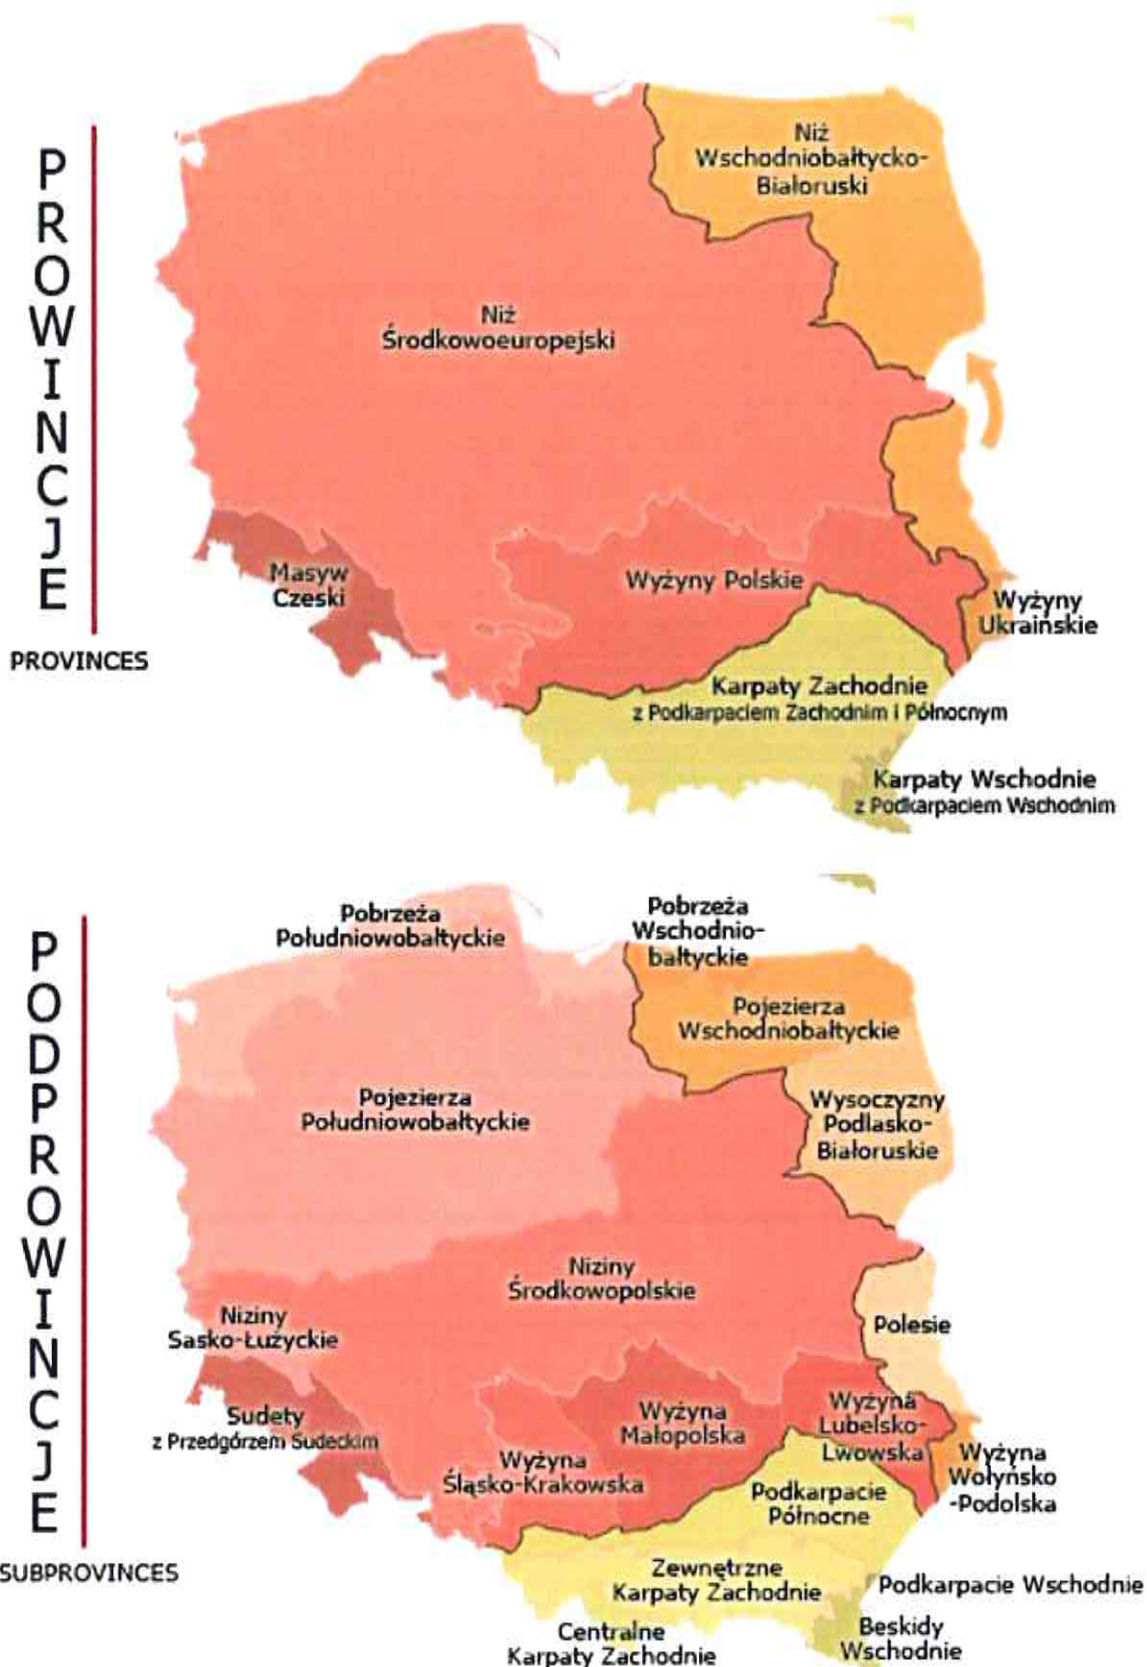 PROWINCJE
PROVINCES
Niż
Wschodniobałtycko-
Białoruski
Niż
Środkowoeuropejski
Masyw
Czeski
Wyżyny Polskie
Wyżyny
Ukraińskie
Karpaty Zachodnie
z Podkarpaciem Zachodnim i Północnym
Karpaty Wschodnie
z Podkarpaciem Wschodnim
PODPROWINCJE
SUBPROVINCES
Pobrzeża
Południowobałtyckie
Pobrzeża
Wschodnio-
bałtyckie
Pojezierza
Wschodniobałtyckie
Pojezierza
Południowobałtyckie
Wysoczyzny
Podlasko-
Białoruskie
Niziny
Środkowopolskie
Niziny
Sasko-Łużyckie
Polesie
Sudety
z Przedgórzem Sudeckim
Wyżyna
Małopolska
Wyżyna
Lubelsko-
Lwowska
Wyżyna
Śląsko-Krakowska
Wyżyna
Wołyńsko
-Podolska
Podkarpacie
Północne
Zewnętrzne
Karpaty Zachodnie
Podkarpacie Wschodnie
Centralne
Karpaty Zachodnie
Beskidy
Wschodnie